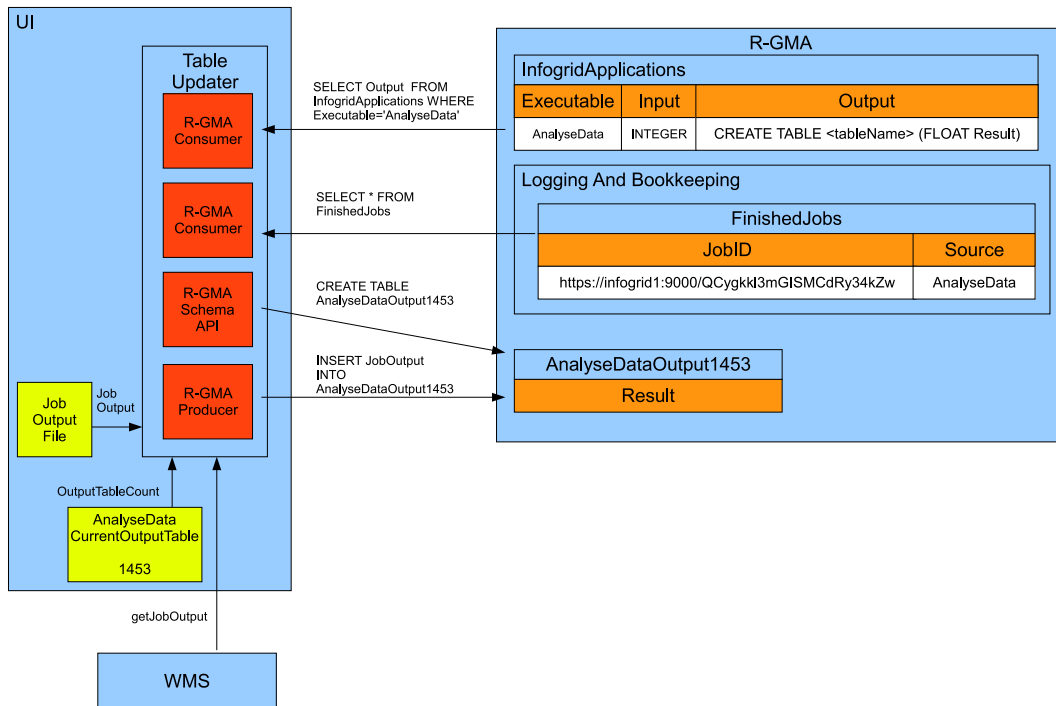 UI
Table
Updater
R-GMA
Consumer
R-GMA
Consumer
R-GMA
Schema
API
R-GMA
Producer
Job
Output
File
Job
Output
OutputTableCount
AnalyseData
CurrentOutputTable
1453
getJobOutput
WMS
SELECT Output FROM
InfogridApplications WHERE
Executable='AnalyseData'
SELECT * FROM
FinishedJobs
CREATE TABLE
AnalyseDataOutput1453
INSERT JobOutput
INTO
AnalyseDataOutput1453
R-GMA
InfogridApplications
Executable Input Output
AnalyseData INTEGER CREATE TABLE <tableName> (FLOAT Result)
Logging And Bookkeeping
FinishedJobs
JobID Source
https://infogrid1:9000/QCygkkI3mGISMCdRy34kZw AnalyseData
AnalyseDataOutput1453
Result